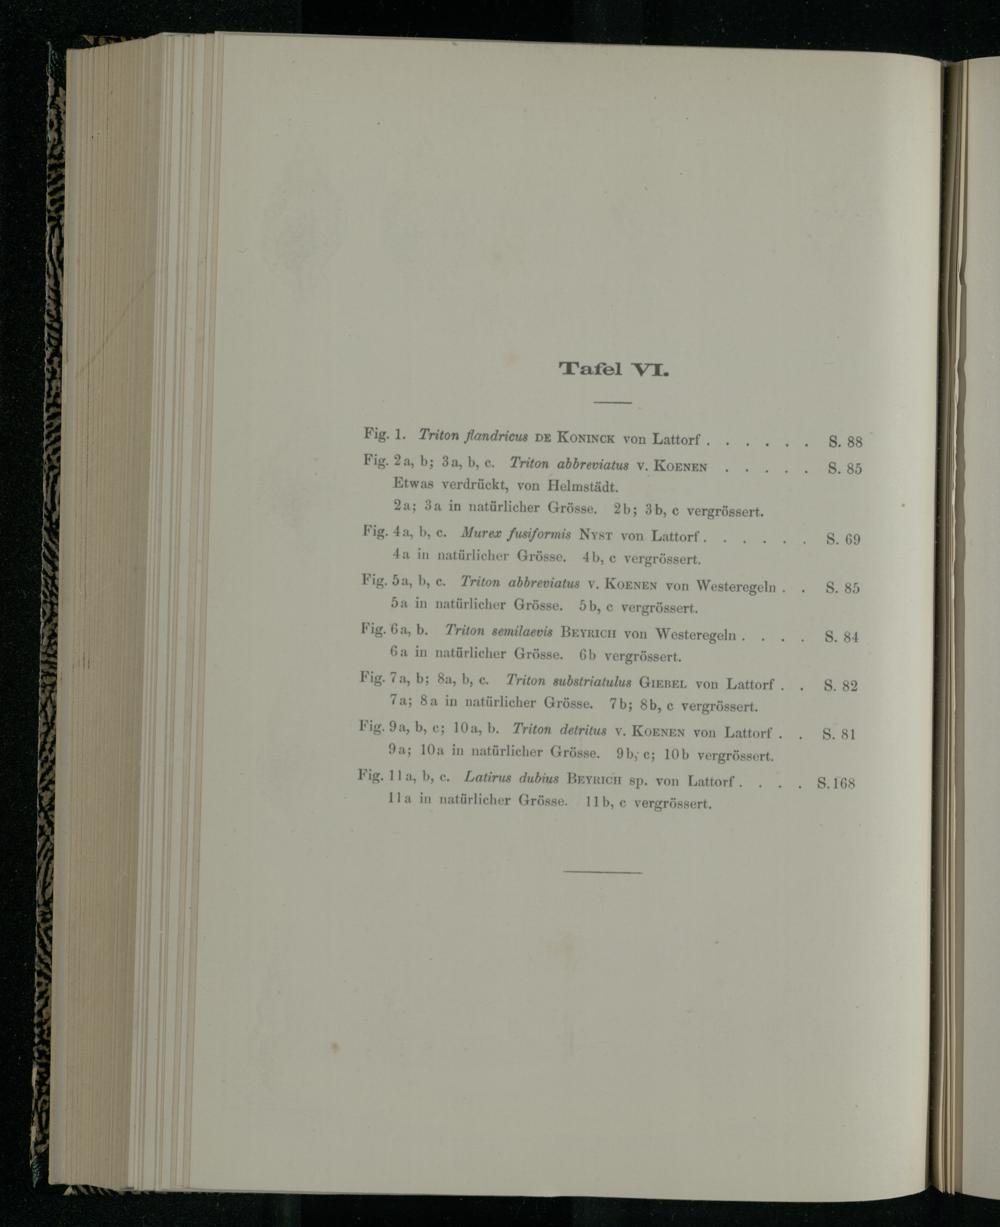 Tafel VI.
Fig. 1. Triton flandricus DE KONINCK von Lattorf . . . . . . S. 88
Fig. 2a, b; 3a, b, c. Triton abbreviatus V. KOENEN . . . . . S. 85
Etwas verdrückt, von Helmstädt.
2a; 3a in natürlicher Grösse. 2b; 3b, c vergrössert.
Fig. 4a, b, c. Murex fusiformis NYST von Lattorf . . . . . . S. 69
4a in natürlicher Grösse. 4b, c vergrössert.
Fig. 5a, b, c. Triton abbreviatus V. KOENEN von Westeregeln . . S. 85
5a in natürlicher Grösse. 5b, c vergrössert.
Fig. 6a, b. Triton semilaevis BEYRICH von Westeregeln . . . . S. 84
6a in natürlicher Grösse. 6b vergrössert.
Fig. 7a, b; 8a, b, c. Triton substriatulus GIEBEL von Lattorf . . S. 82
7a; 8a in natürlicher Grösse. 7b; 8b, c vergrössert.
Fig. 9a, b, c; 10a, b. Triton detritus V. KOENEN von Lattorf . . S. 81
9a; 10a in natürlicher Grösse. 9b, c; 10b vergrössert.
Fig. 11a, b, c. Latirus dubius BEYRICH sp. von Lattorf . . . . S. 168
11a in natürlicher Grösse. 11b, c vergrössert.